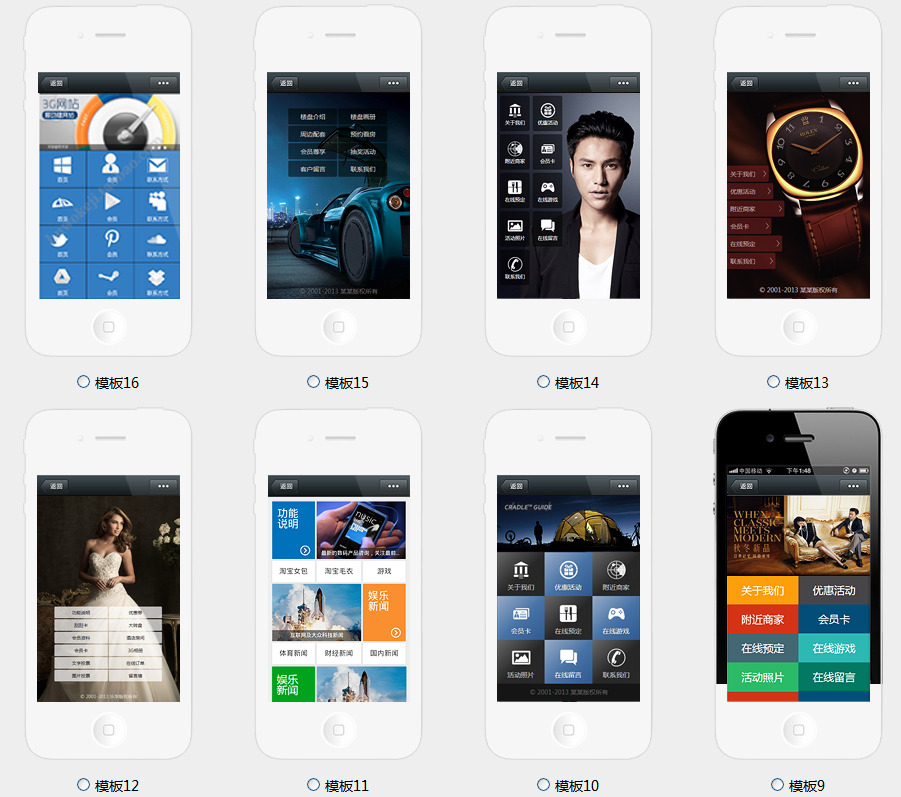 返回
3G网站
首页 会员 联系方式
首页 会员 联系方式
首页 会员 联系方式
首页 会员 联系方式
模板16
返回
楼盘介绍 楼盘画册
周边配套 预约看房
会员尊享 抽奖活动
客户留言 联系我们
© 2001-2013 某某版权所有
模板15
返回
关于我们 优惠活动
附近商家 会员卡
在线预定 在线游戏
活动照片 在线留言
联系我们
模板14
返回
ROLEX
关于我们
优惠活动
附近商家
会员卡
在线预定
联系我们
© 2001-2013 某某版权所有
模板13
返回
功能说明 优惠券
刮刮卡 大转盘
会员资料
会员卡 3G相册
文字投票 在线订单
图片投票 留言墙
模板12
返回
功能
说明
MUSIC
最新的数码产品咨询，关注最前...
淘宝女包 淘宝毛衣 游戏
娱乐
新闻
互联网及大众科技新闻
体育新闻 财经新闻 国内新闻
娱乐
新闻
模板11
返回
CRADLE™ GUIDE
关于我们 优惠活动 附近商家
会员卡 在线预定 在线游戏
活动照片 在线留言 联系我们
© 2001-2013 某某版权所有
模板10
中国移动 下午1:48
返回
WHEN
CLASSIC
MEETS
MODERN
秋冬新品
关于我们 优惠活动
附近商家 会员卡
在线预定 在线游戏
活动照片 在线留言
模板9